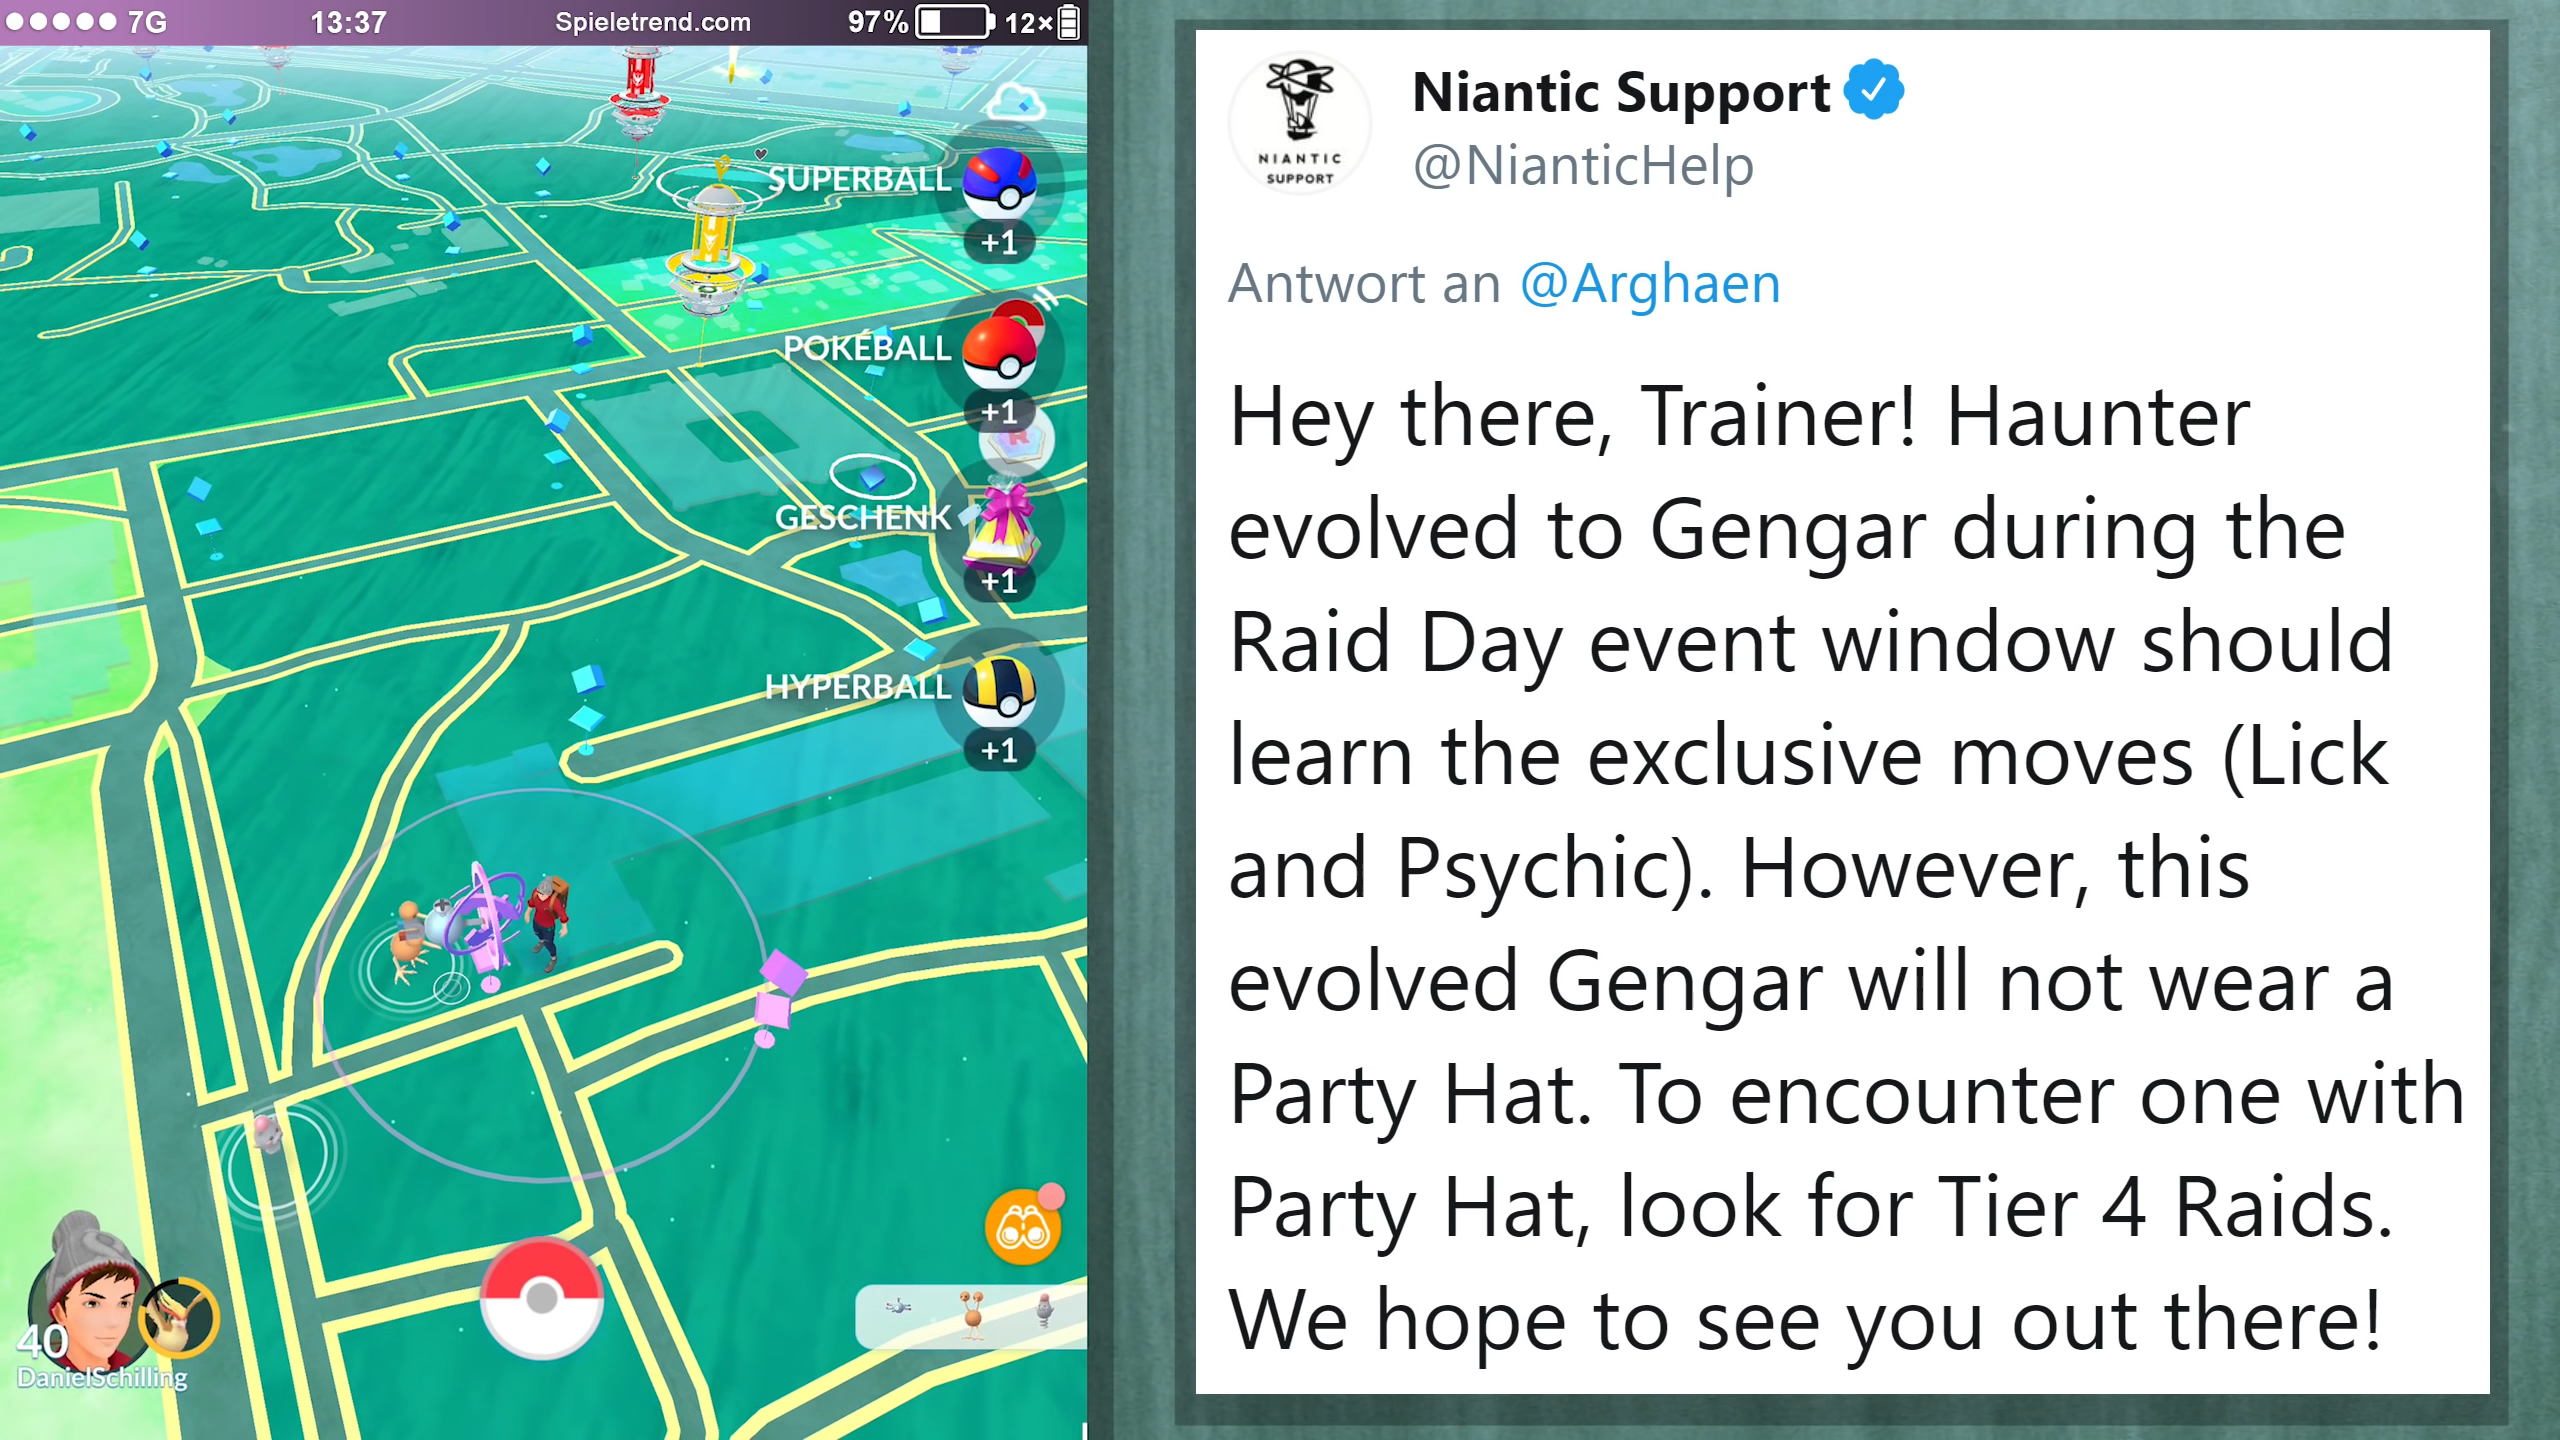 7G 13:37 Spieletrend.com 97% 12×
SUPERBALL
+1
POKÉBALL
+1
R
GESCHENK
+1
HYPERBALL
+1
40
DanielSchilling
NIANTIC
SUPPORT
Niantic Support
@NianticHelp
Antwort an @Arghaen
Hey there, Trainer! Haunter
evolved to Gengar during the
Raid Day event window should
learn the exclusive moves (Lick
and Psychic). However, this
evolved Gengar will not wear a
Party Hat. To encounter one with
Party Hat, look for Tier 4 Raids.
We hope to see you out there!